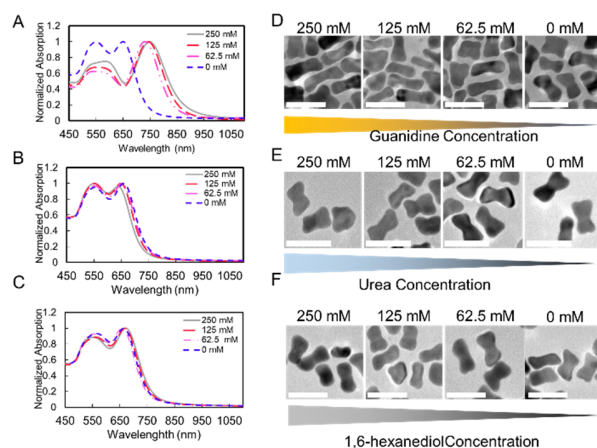 A
Normalized Absorption
1.2
1
0.8
0.6
0.4
0.2
0
250 mM
125 mM
62.5 mM
0 mM
450 550 650 750 850 950 1050
Wavelength (nm)
B
Normalized Absorption
1.2
1
0.8
0.6
0.4
0.2
0
250 mM
125 mM
62.5 mM
0 mM
450 550 650 750 850 950 1050
Wavelength (nm)
C
Normalized Absorption
1.2
1
0.8
0.6
0.4
0.2
0
250 mM
125 mM
62.5 mM
0 mM
450 550 650 750 850 950 1050
Wavelenghth (nm)
D
250 mM 125 mM 62.5 mM 0 mM
Guanidine Concentration
E
250 mM 125 mM 62.5 mM 0 mM
Urea Concentration
F
250 mM 125 mM 62.5 mM 0 mM
1,6-hexanediolConcentration